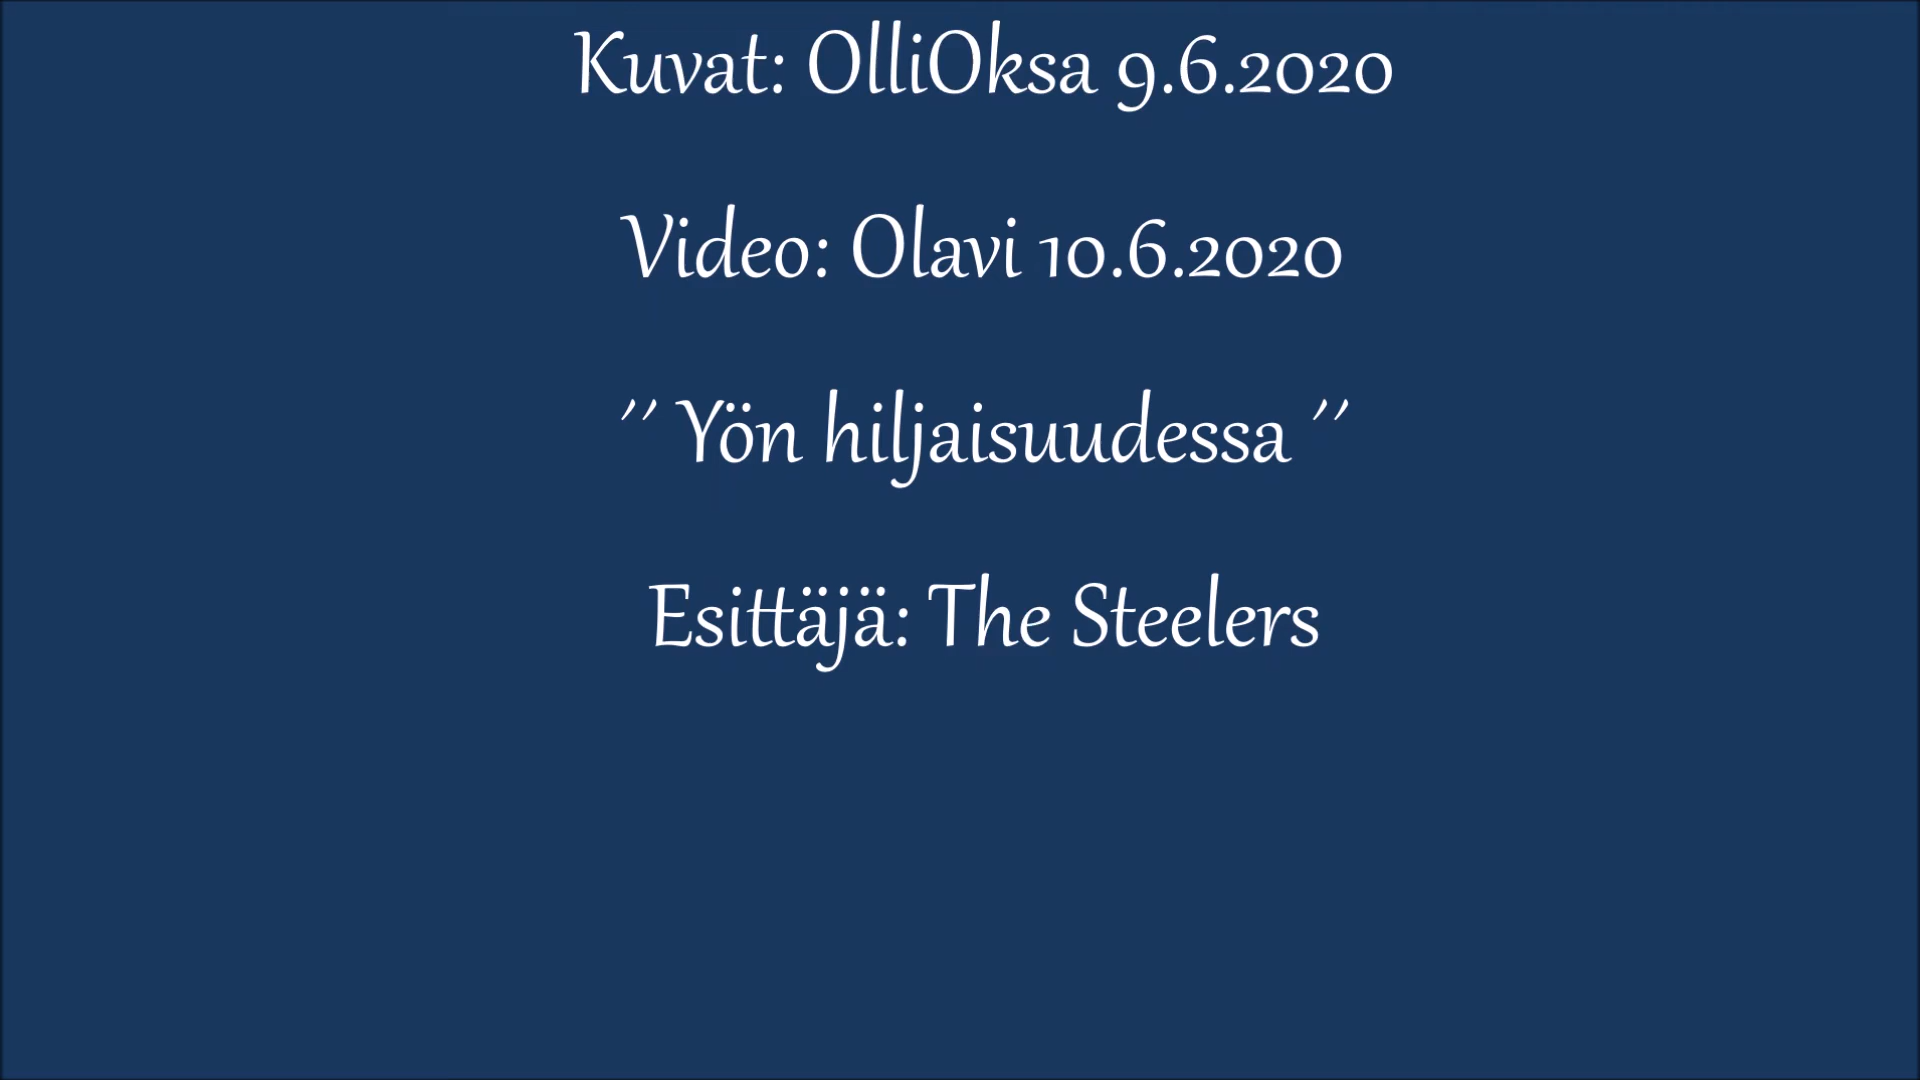 Kuvat: OlliOksa 9.6.2020
Video: Olavi 10.6.2020
'' Yön hiljaisuudessa ''
Esittäjä: The Steelers